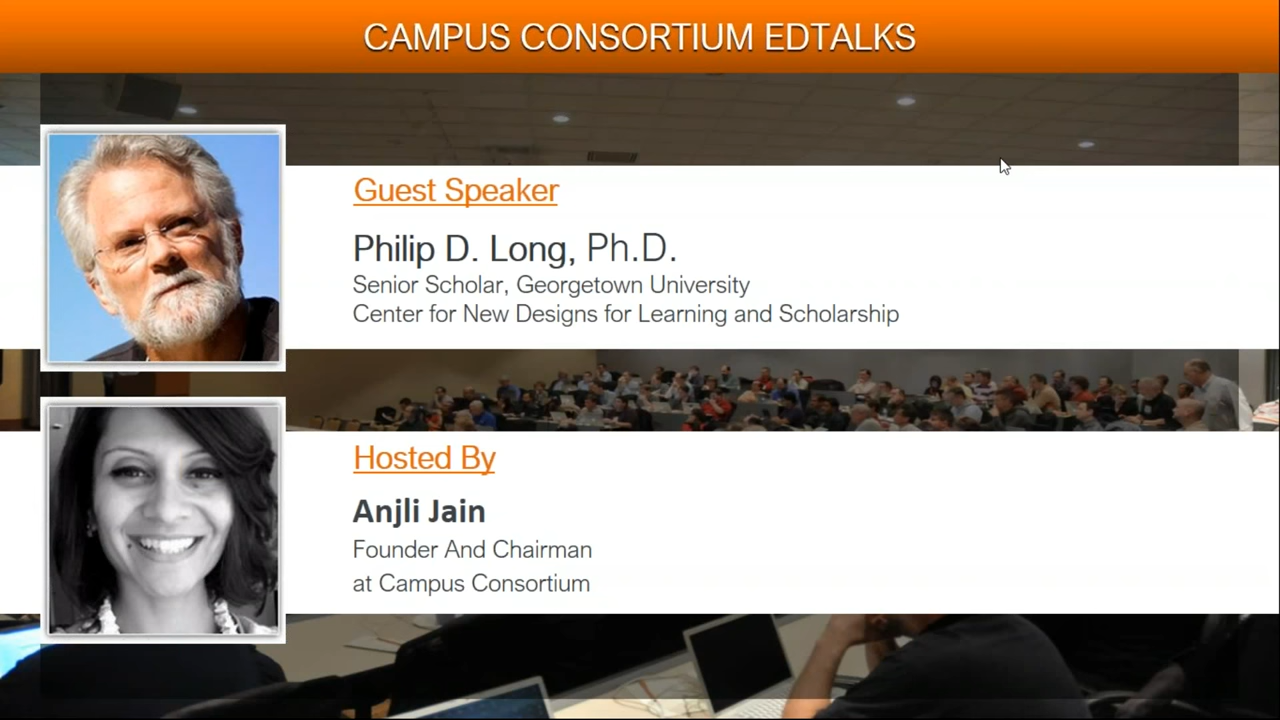 CAMPUS CONSORTIUM EDTALKS
Guest Speaker
Philip D. Long, Ph.D.
Senior Scholar, Georgetown University
Center for New Designs for Learning and Scholarship
Hosted By
Anjli Jain
Founder And Chairman
at Campus Consortium